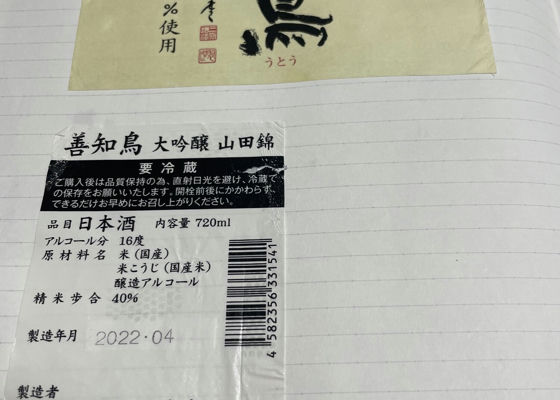 %使用
鳥
うとう
善知鳥 大吟醸 山田錦
要冷蔵
ご購入後は品質保持の為、直射日光を避け、冷蔵で
の保存をお願いいたします。開栓前後にかかわらず、
できるだけお早めにお召し上がりください。
品目 日本酒 内容量 720ml
アルコール分 16度
原材料名 米(国産)
米こうじ(国産米)
醸造アルコール
精米歩合 40%
製造年月 2022・04
製造者
4 582356 331541